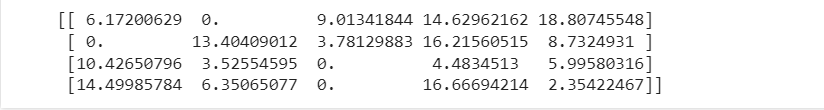 [[ 6.17200629 0. 9.01341844 14.62962162 18.80745548]
[ 0. 13.40409012 3.78129883 16.21560515 8.7324931 ]
[10.42650796 3.52554595 0. 4.4834513 5.99580316]
[14.49985784 6.35065077 0. 16.66694214 2.35422467]]